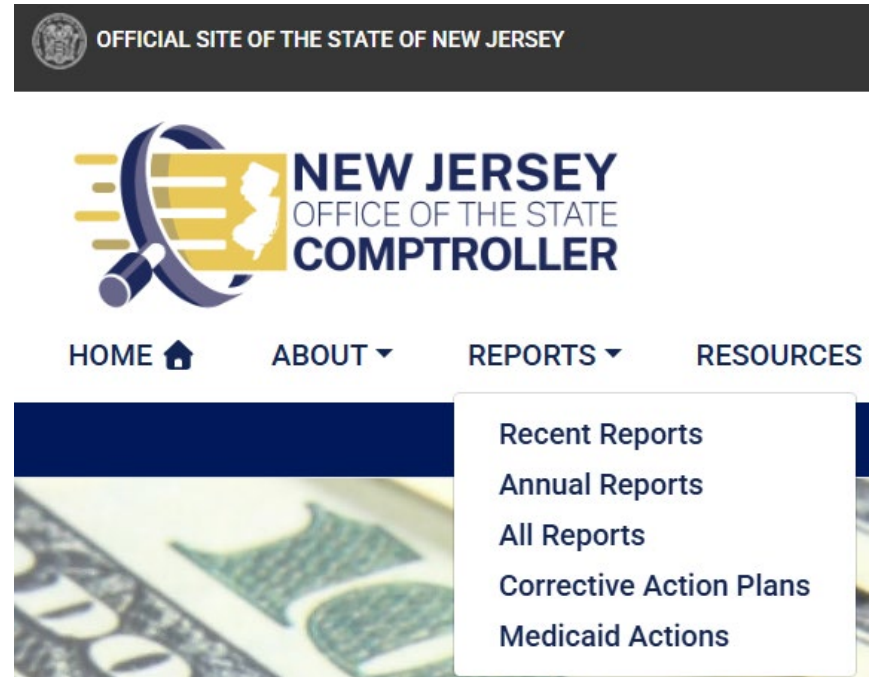 OFFICIAL SITE OF THE STATE OF NEW JERSEY
NEW JERSEY
OFFICE OF THE STATE
COMPTROLLER
HOME
ABOUT
REPORTS
RESOURCES
Recent Reports
Annual Reports
All Reports
Corrective Action Plans
Medicaid Actions